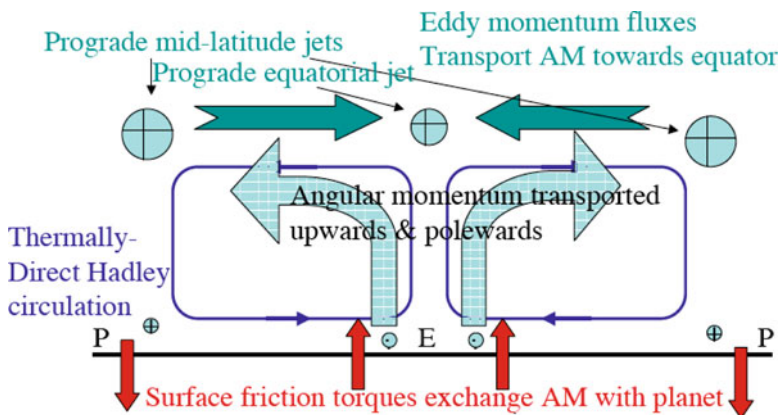 Prograde mid-latitude jets
Prograde equatorial jet
Eddy momentum fluxes
Transport AM towards equator
Angular momentum transported
upwards & polewards
Thermally-
Direct Hadley
circulation
P
E
P
Surface friction torques exchange AM with planet